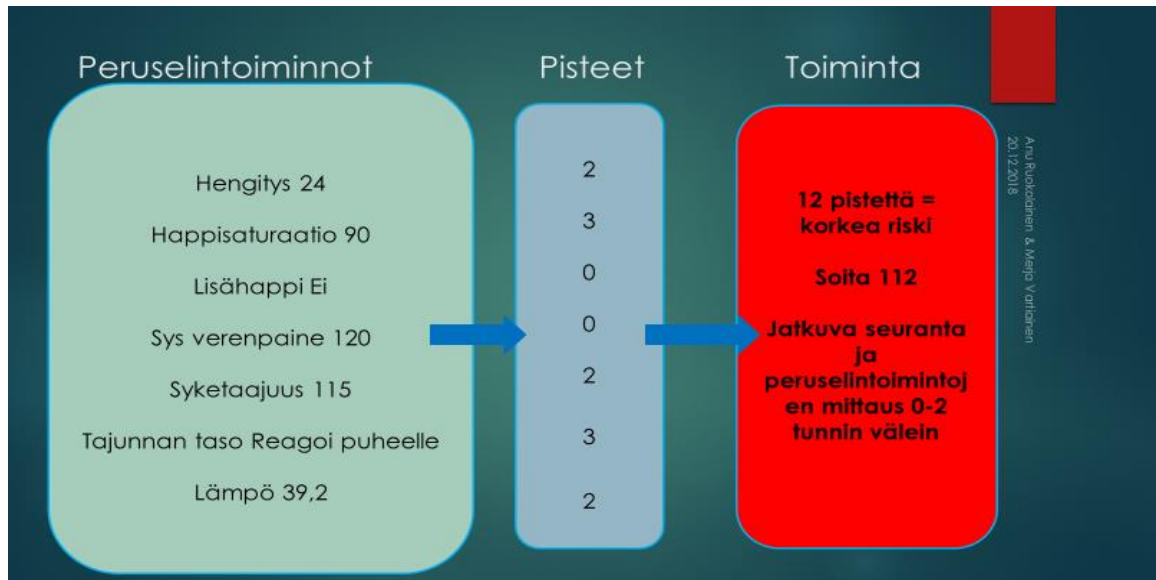 Peruselintoiminnot
Pisteet
Toiminta
Hengitys 24
Happisaturaatio 90
Lisähappi Ei
Sys verenpaine 120
Syketaajuus 115
Tajunnan taso Reagoi puheelle
Lämpö 39,2
2
3
0
0
2
3
2
12 pistettä =
korkea riski
Soita 112
Jatkuva seuranta
ja
peruselintoimintoj
en mittaus 0-2
tunnin välein
Anu Ruokolainen & Merja Vartiainen
20.12.2018